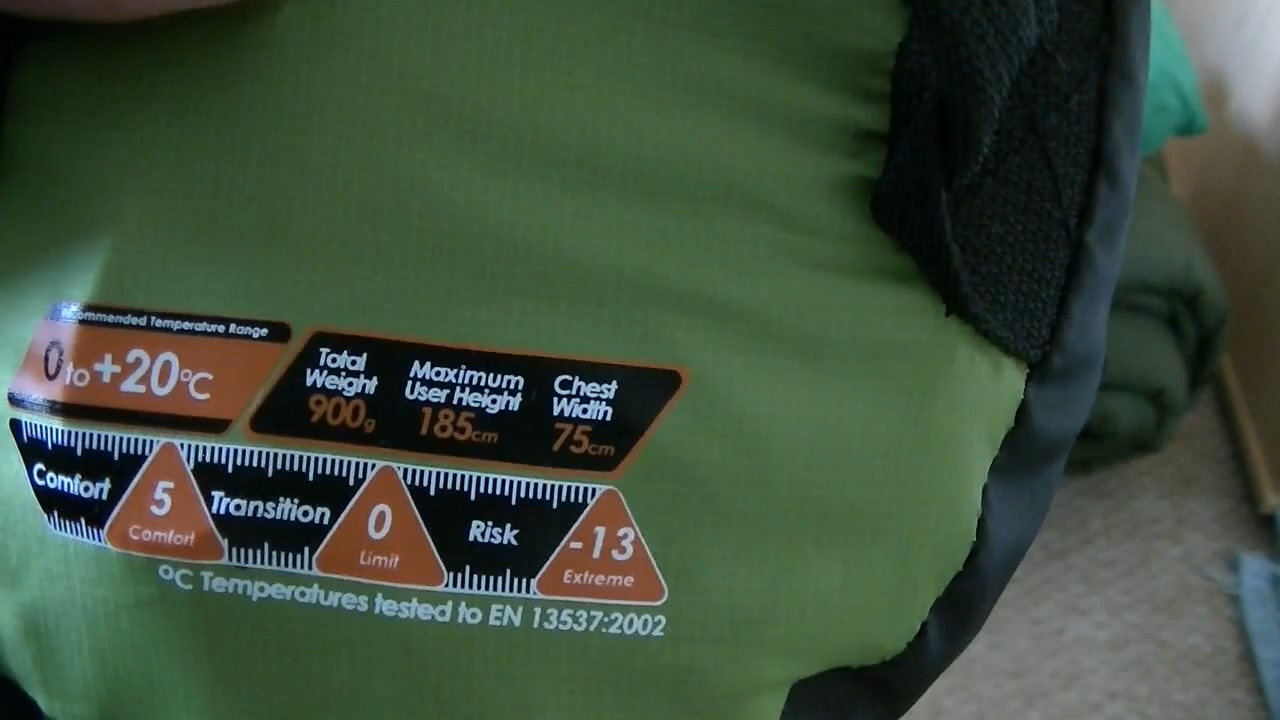 Recommended Temperature Range
0 to +20°C
Total Weight
900g
Maximum User Height
185cm
Chest Width
75cm
Comfort
5
Comfort
Transition
0
Limit
Risk
-13
Extreme
°C Temperatures tested to EN 13537:2002